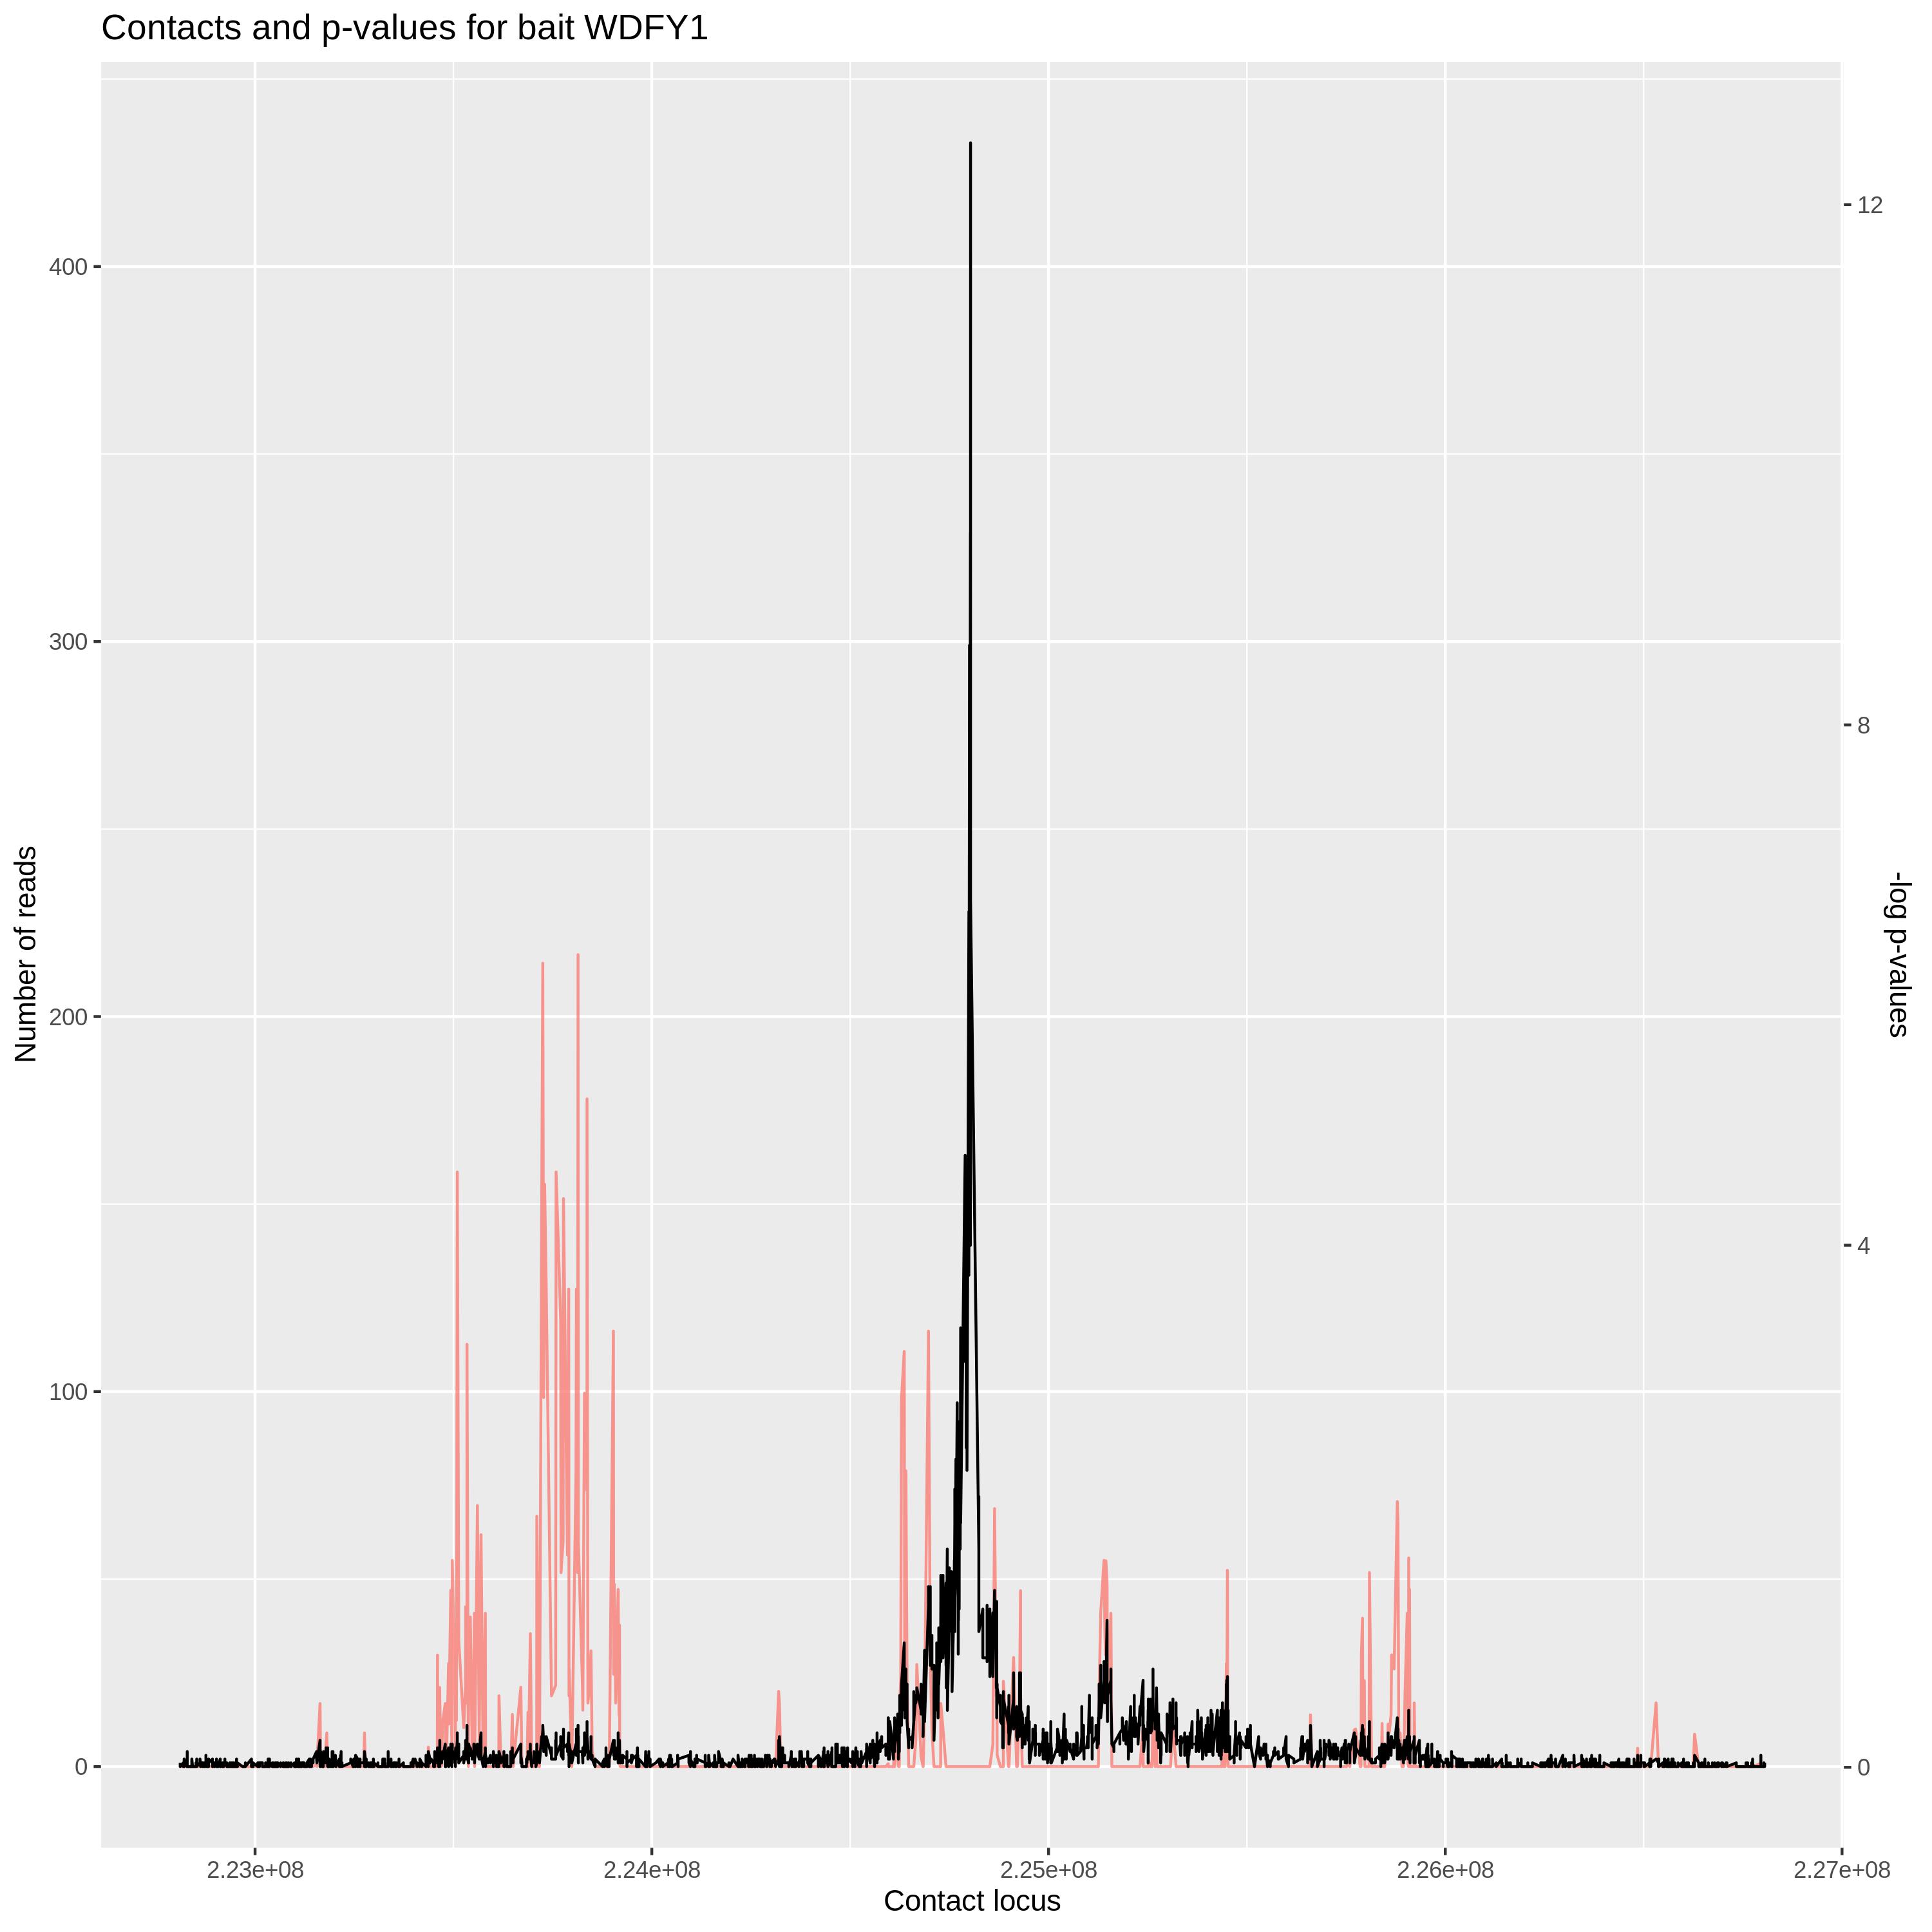 Contacts and p-values for bait WDFY1
Number of reads
400
300
200
100
0
12
8
4
0
-log p-values
2.23e+08
2.24e+08
2.25e+08
2.26e+08
2.27e+08
Contact locus